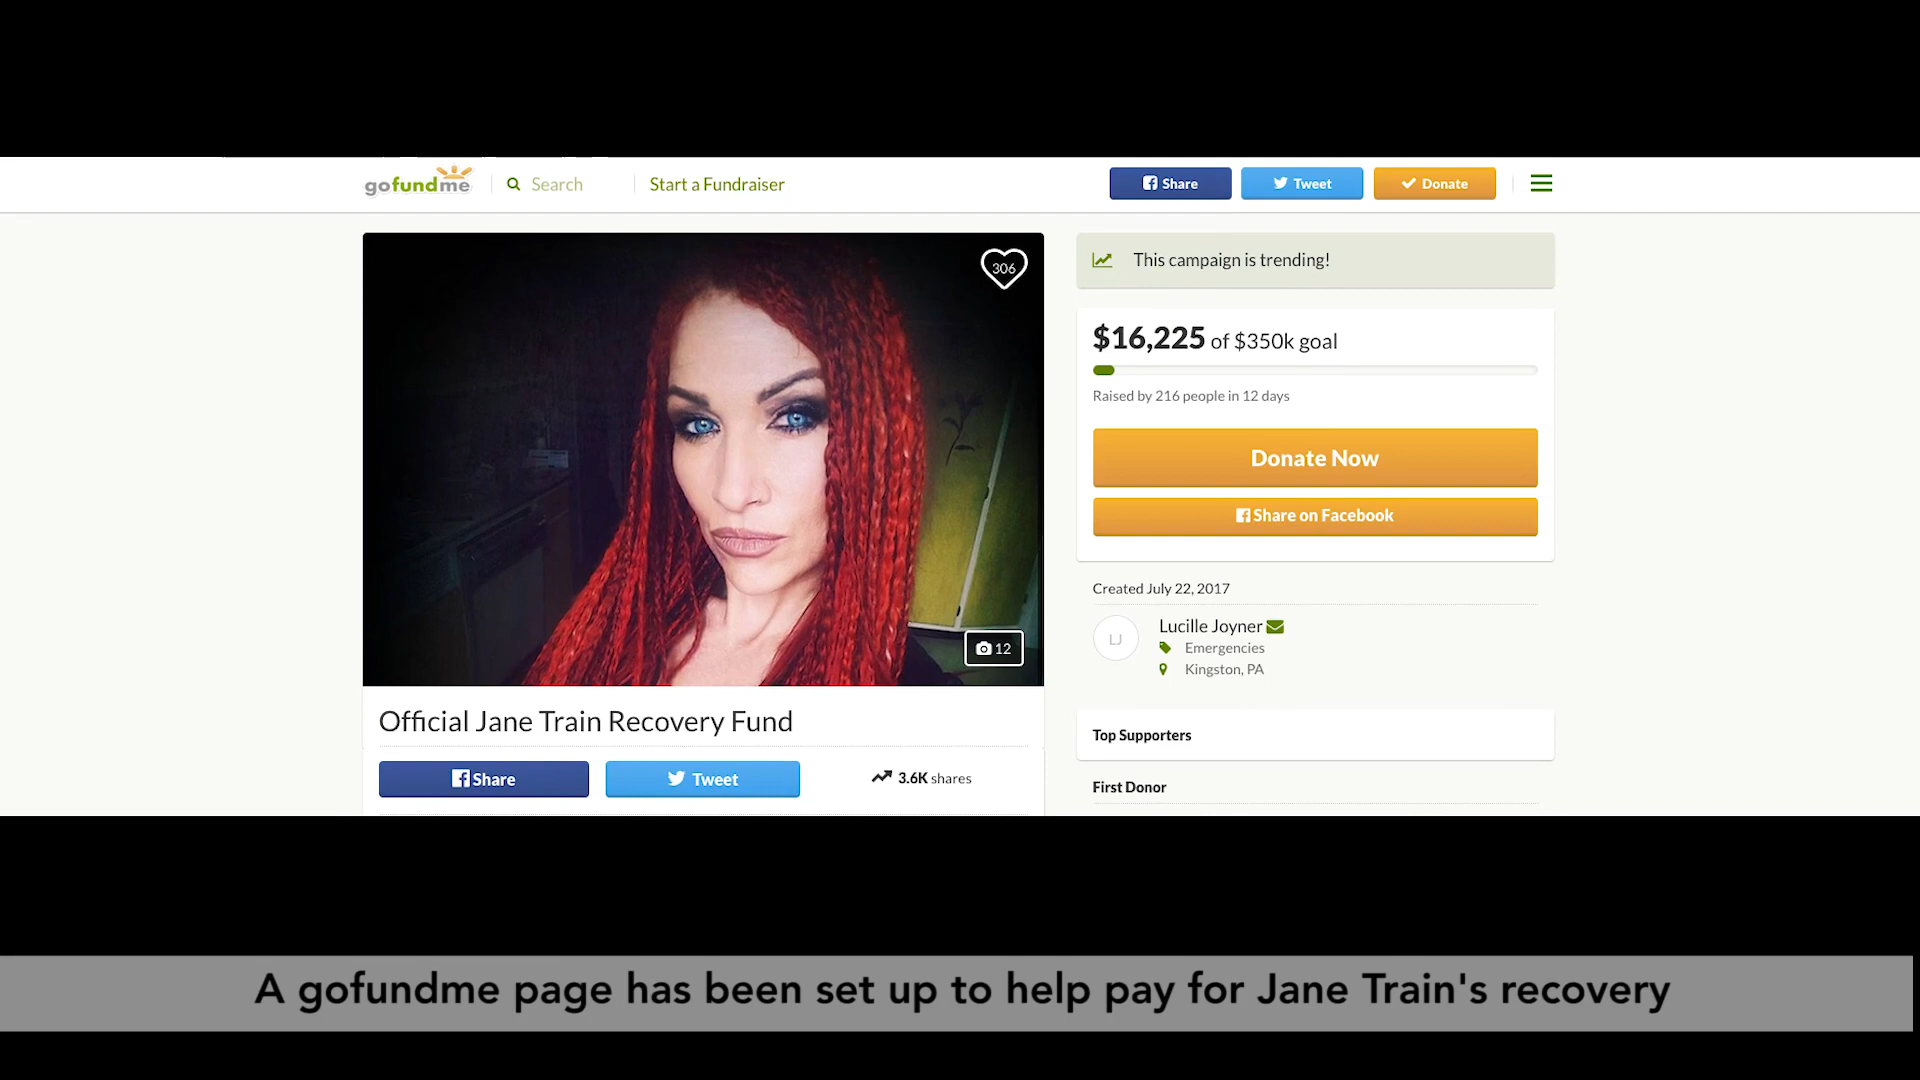 gofundme
Search
Start a Fundraiser
Share
Tweet
Donate
306
This campaign is trending!
$16,225 of $350k goal
Raised by 216 people in 12 days
Donate Now
Share on Facebook
Created July 22, 2017
LJ
Lucille Joyner
Emergencies
Kingston, PA
12
Official Jane Train Recovery Fund
Share
Tweet
3.6K shares
Top Supporters
First Donor
A gofundme page has been set up to help pay for Jane Train's recovery